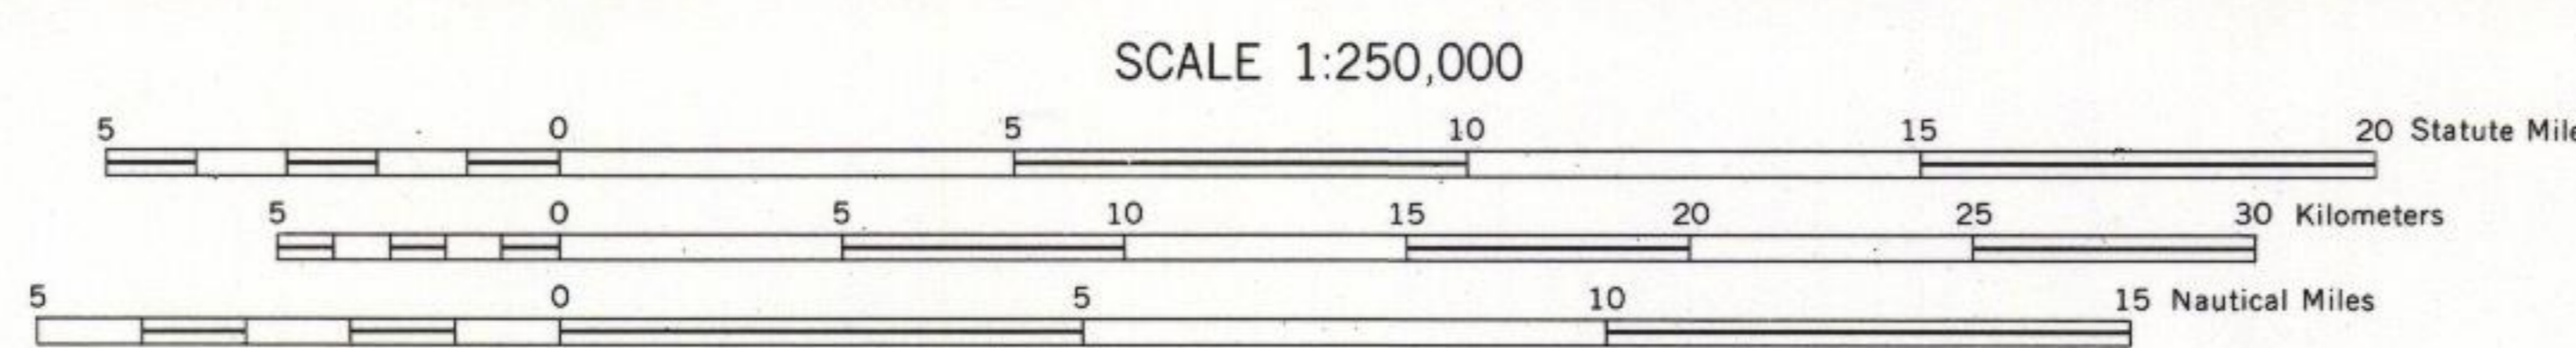 SCALE 1:250,000
5 0 5 10 15 20 Statute Mile
5 0 5 10 15 20 25 30 Kilometers
5 0 5 10 15 Nautical Miles